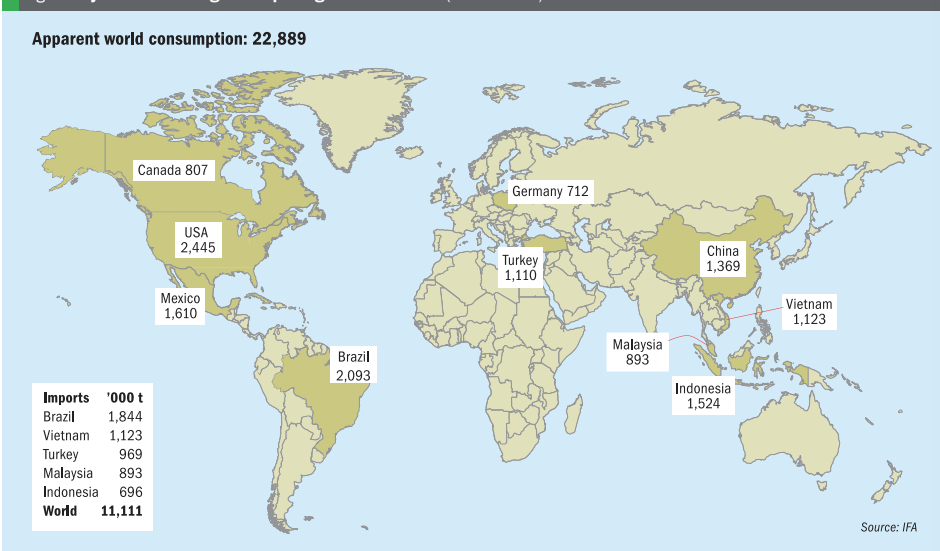 Apparent world consumption: 22,889
Canada 807
Germany 712
USA
2,445
China
1,369
Turkey
1,110
Mexico
1,610
Vietnam
1,123
Malaysia
893
Brazil
2,093
Indonesia
1,524
Imports '000 t
Brazil 1,844
Vietnam 1,123
Turkey 969
Malaysia 893
Indonesia 696
World 11,111
Source: IFA